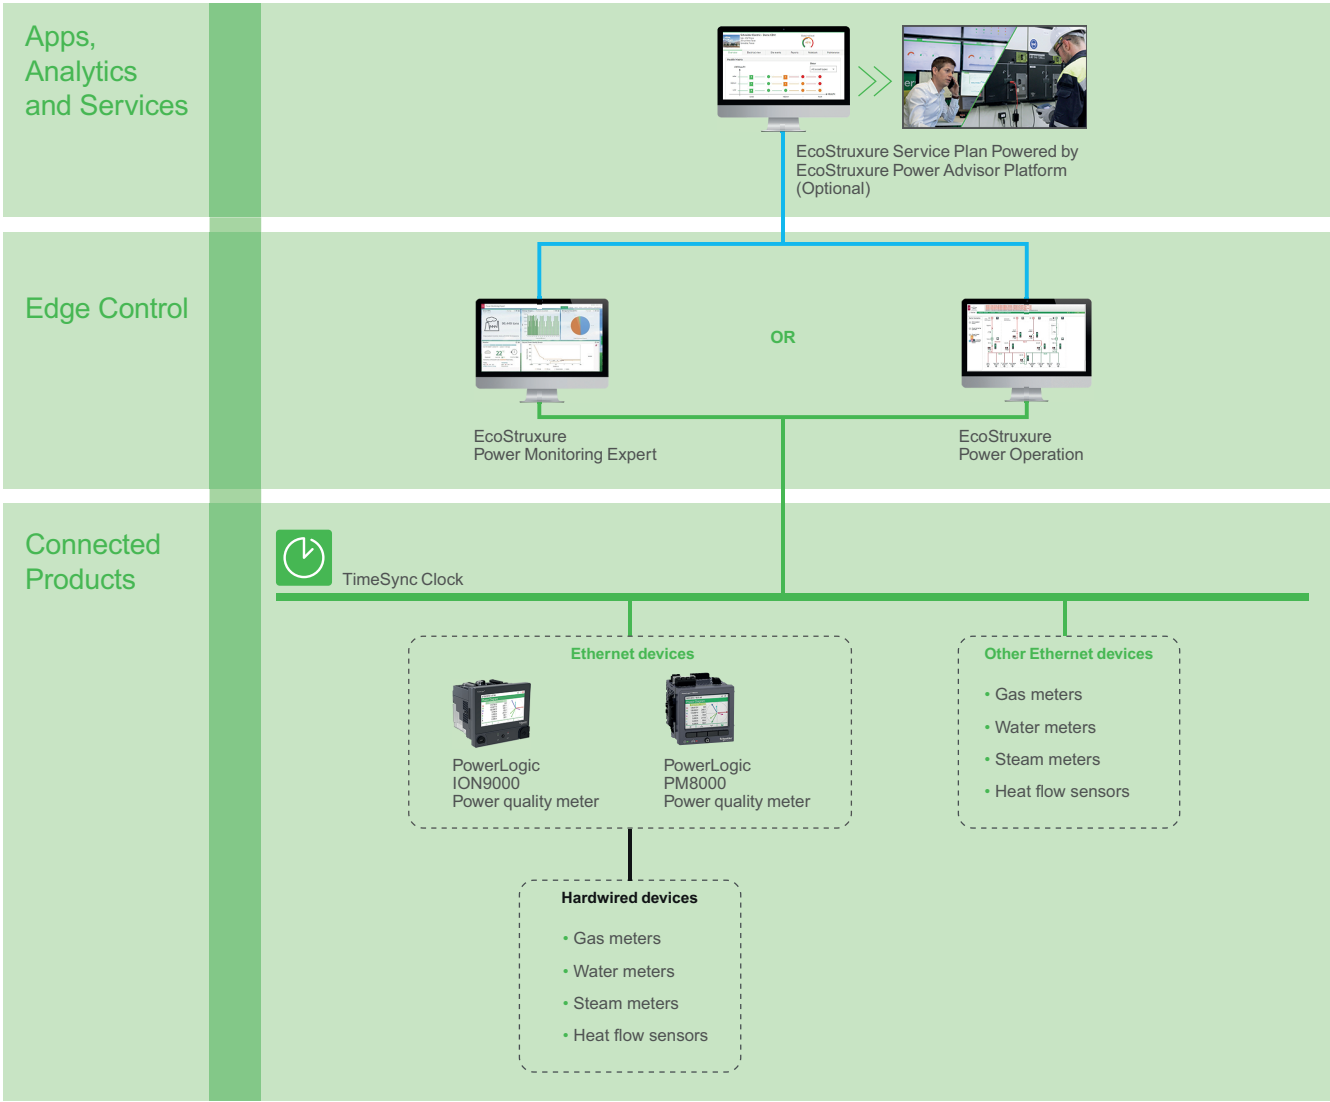 Apps,
Analytics
and Services
EcoStruxure Service Plan Powered by
EcoStruxure Power Advisor Platform
(Optional)
Edge Control
OR
EcoStruxure
Power Monitoring Expert
EcoStruxure
Power Operation
Connected
Products
TimeSync Clock
Ethernet devices
PowerLogic
ION9000
Power quality meter
PowerLogic
PM8000
Power quality meter
Other Ethernet devices
• Gas meters
• Water meters
• Steam meters
• Heat flow sensors
Hardwired devices
• Gas meters
• Water meters
• Steam meters
• Heat flow sensors